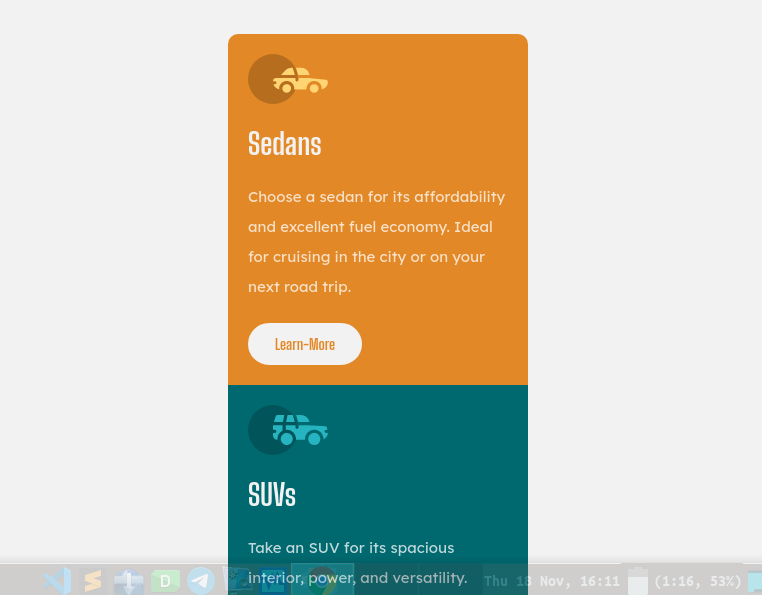 Sedans
Choose a sedan for its affordability
and excellent fuel economy. Ideal
for cruising in the city or on your
next road trip.
Learn-More
SUVs
Take an SUV for its spacious
interior, power, and versatility.
D
Thu 18 Nov, 16:11
(1:16, 53%)